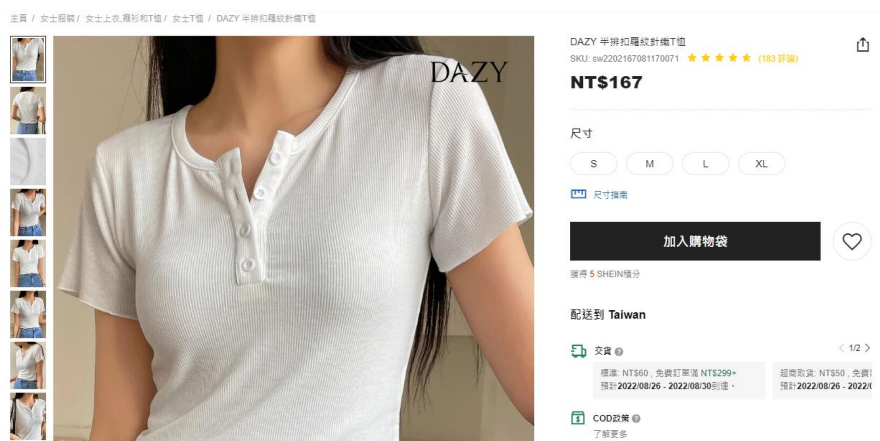 主頁 / 女士服裝 / 女士上衣,襯衫和T恤 / 女士T恤 / DAZY 半排扣羅紋針織T恤
DAZY
DAZY 半排扣羅紋針織T恤
SKU: sw2202167081170071 ★ ★ ★ ★ ★ (183 評論)
NT$167
尺寸
S M L XL
尺寸指南
加入購物袋
獲得 5 SHEIN積分
配送到 Taiwan
交貨
1/2
標準: NT$60 , 免費訂單滿 NT$299+
預計2022/08/26 - 2022/08/30到達。
超商取貨: NT$50 , 免費
預計2022/08/26 - 2022/0
COD政策
了解更多